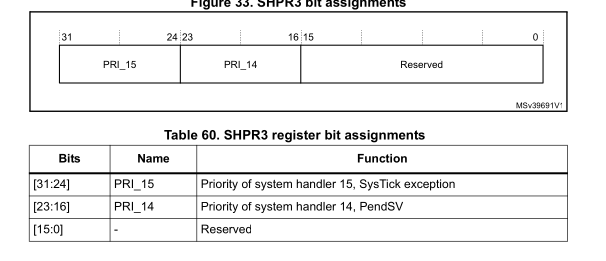 Figure 33. SHPR3 bit assignments
31 24 23 16 15 0
PRI_15 PRI_14 Reserved
MSv39691V1
Table 60. SHPR3 register bit assignments
Bits Name Function
[31:24] PRI_15 Priority of system handler 15, SysTick exception
[23:16] PRI_14 Priority of system handler 14, PendSV
[15:0] - Reserved